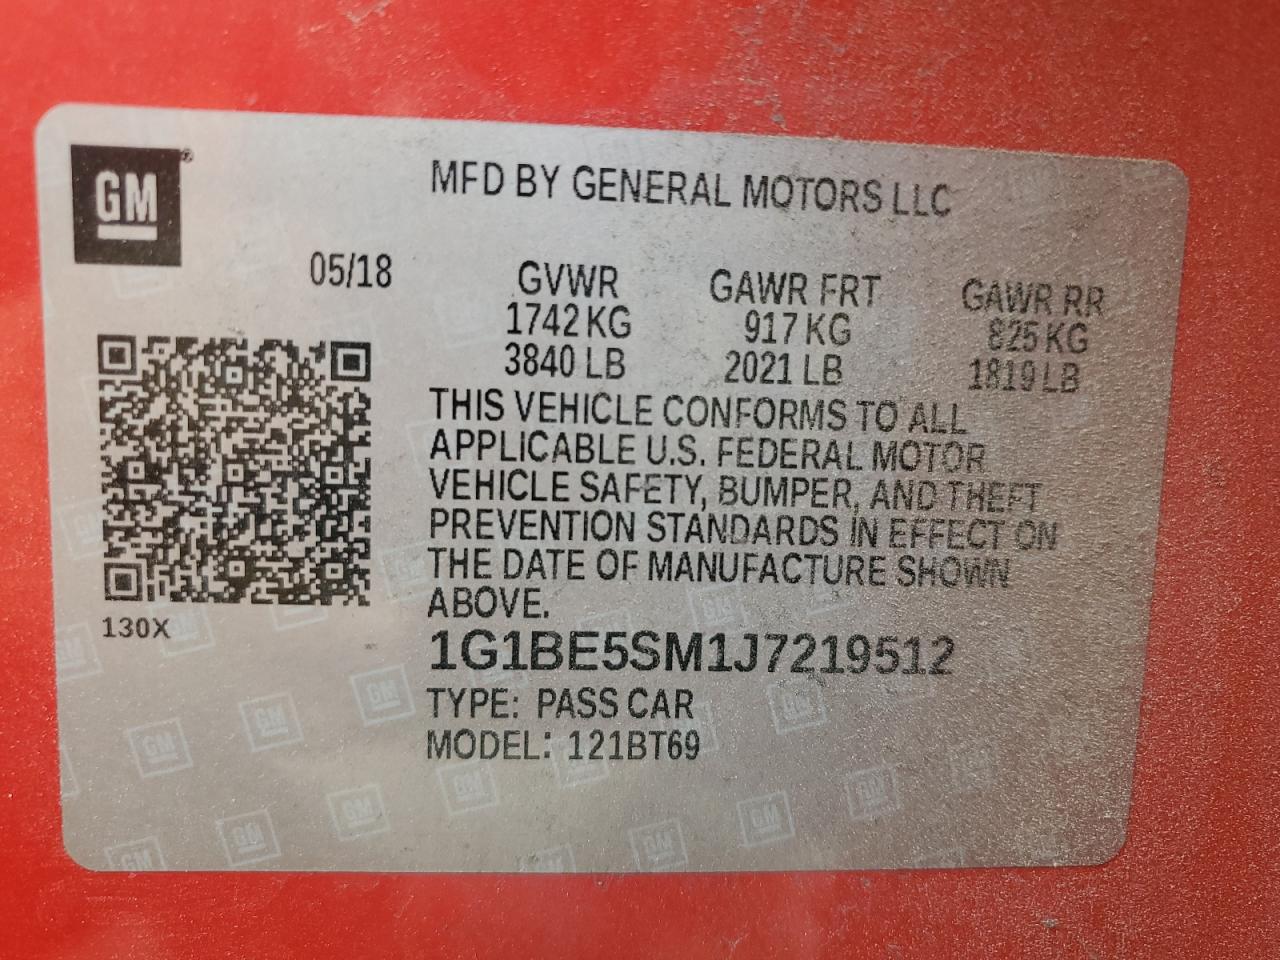 GM®
MFD BY GENERAL MOTORS LLC
05/18
GVWR GAWR FRT GAWR RR
1742 KG 917 KG 825 KG
3840 LB 2021 LB 1819 LB
THIS VEHICLE CONFORMS TO ALL
APPLICABLE U.S. FEDERAL MOTOR
VEHICLE SAFETY, BUMPER, AND THEFT
PREVENTION STANDARDS IN EFFECT ON
THE DATE OF MANUFACTURE SHOWN
ABOVE.
130X
1G1BE5SM1J7219512
TYPE: PASS CAR
MODEL: 121BT69